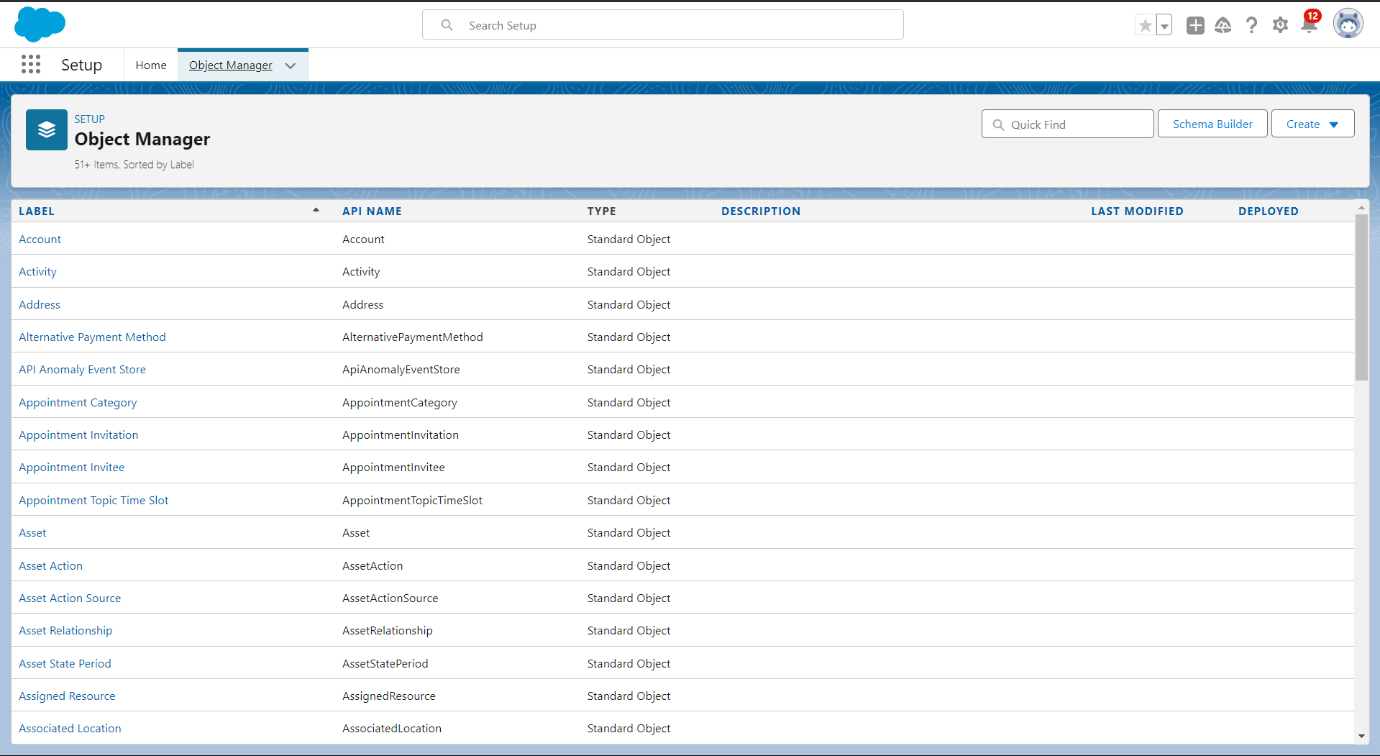 Search Setup
12
Setup Home Object Manager
SETUP
Object Manager
51+ Items, Sorted by Label
Quick Find
Schema Builder
Create
LABEL API NAME TYPE DESCRIPTION LAST MODIFIED DEPLOYED
Account Account Standard Object
Activity Activity Standard Object
Address Address Standard Object
Alternative Payment Method AlternativePaymentMethod Standard Object
API Anomaly Event Store ApiAnomalyEventStore Standard Object
Appointment Category AppointmentCategory Standard Object
Appointment Invitation AppointmentInvitation Standard Object
Appointment Invitee AppointmentInvitee Standard Object
Appointment Topic Time Slot AppointmentTopicTimeSlot Standard Object
Asset Asset Standard Object
Asset Action AssetAction Standard Object
Asset Action Source AssetActionSource Standard Object
Asset Relationship AssetRelationship Standard Object
Asset State Period AssetStatePeriod Standard Object
Assigned Resource AssignedResource Standard Object
Associated Location AssociatedLocation Standard Object